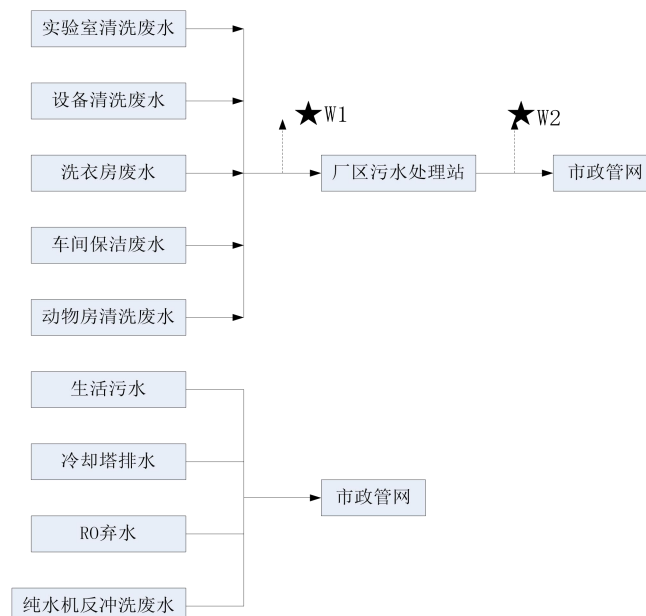 实验室清洗废水
设备清洗废水
★W1
★W2
洗衣房废水
厂区污水处理站
市政管网
车间保洁废水
动物房清洗废水
生活污水
冷却塔排水
市政管网
RO弃水
纯水机反冲洗废水